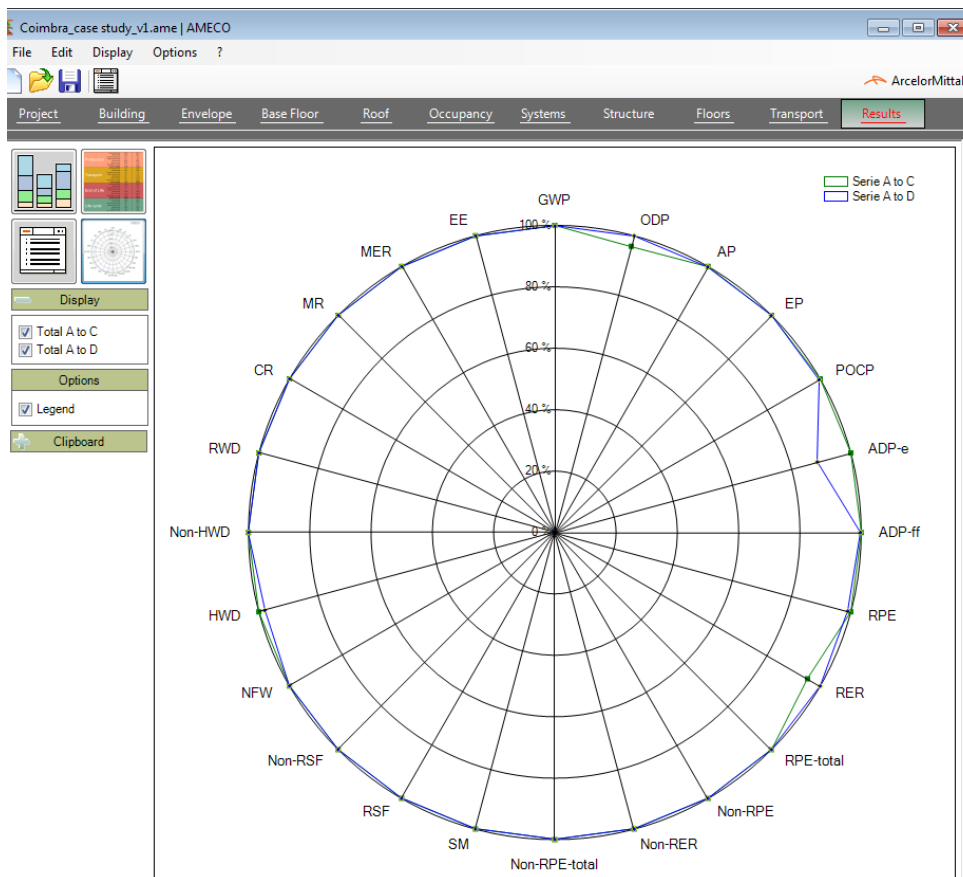 Coimbra_case study_v1.ame | AMECO
File Edit Display Options ?
ArcelorMittal
Project Building Envelope Base Floor Roof Occupancy Systems Structure Floors Transport Results
Serie A to C
Serie A to D
Display
Total A to C
Total A to D
Options
Legend
Clipboard
GWP
ODP
AP
EP
POCP
ADP-e
ADP-ff
RPE
RER
RPE-total
Non-RPE
Non-RER
Non-RPE-total
SM
RSF
Non-RSF
NFW
HWD
Non-HWD
RWD
CR
MR
MER
EE
100 %
80 %
60 %
40 %
20 %
0 %